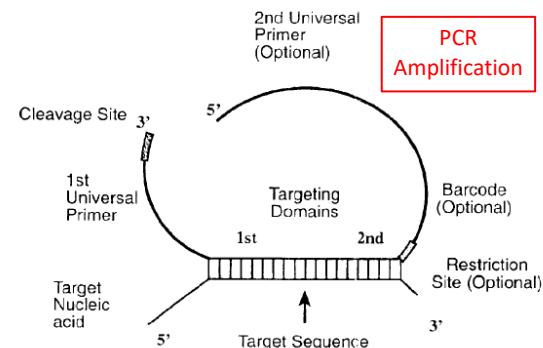 2nd Universal
Primer
(Optional)
PCR
Amplification
5'
Cleavage Site
3'
1st
Universal
Primer
Targeting
Domains
Barcode
(Optional)
1st
2nd
Target
Nucleic
acid
Restriction
Site (Optional)
5'
3'
Target Sequence